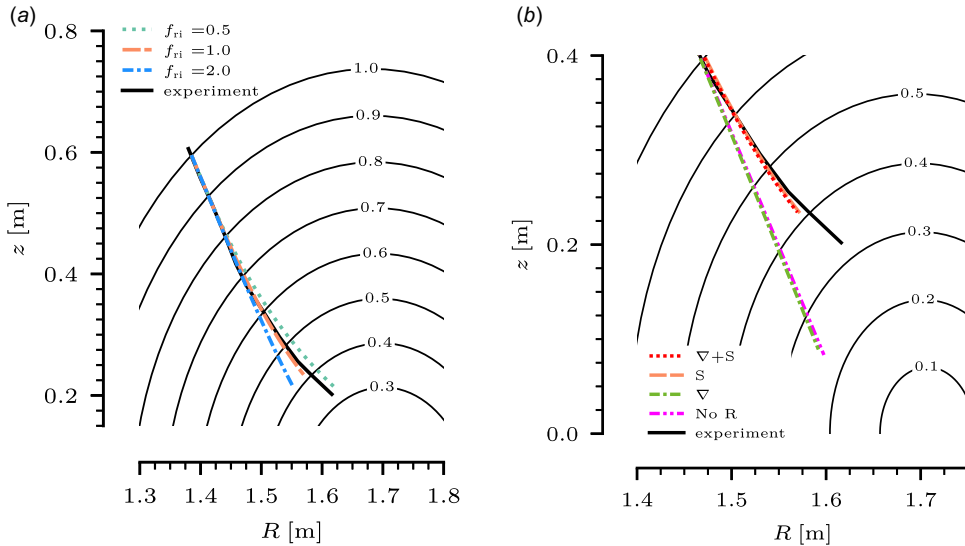 (a)
f_ri =0.5
f_ri =1.0
f_ri =2.0
experiment
1.0
0.9
0.8
0.7
0.6
0.5
0.4
0.3
0.8
0.6
0.4
0.2
z [m]
1.3 1.4 1.5 1.6 1.7 1.8
R [m]
(b)
0.5
0.4
0.3
0.2
0.1
∇+S
S
∇
No R
experiment
0.4
0.2
0.0
z [m]
1.4 1.5 1.6 1.7
R [m]